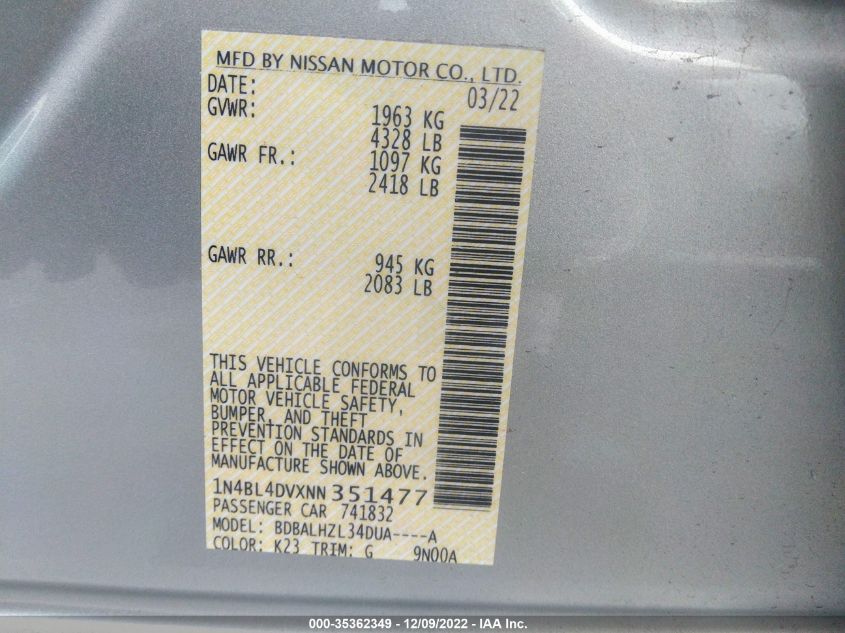 MFD BY NISSAN MOTOR CO., LTD.
DATE: 03/22
GVWR: 1963 KG
4328 LB
GAWR FR.: 1097 KG
2418 LB
GAWR RR.: 945 KG
2083 LB
THIS VEHICLE CONFORMS TO
ALL APPLICABLE FEDERAL
MOTOR VEHICLE SAFETY,
BUMPER, AND THEFT
PREVENTION STANDARDS IN
EFFECT ON THE DATE OF
MANUFACTURE SHOWN ABOVE.
1N4BL4DVXNN351477
PASSENGER CAR 741832
MODEL: BDBALHZL34DUA----A
COLOR: K23 TRIM: G 9N00A
000-35362349 - 12/09/2022 - IAA Inc.